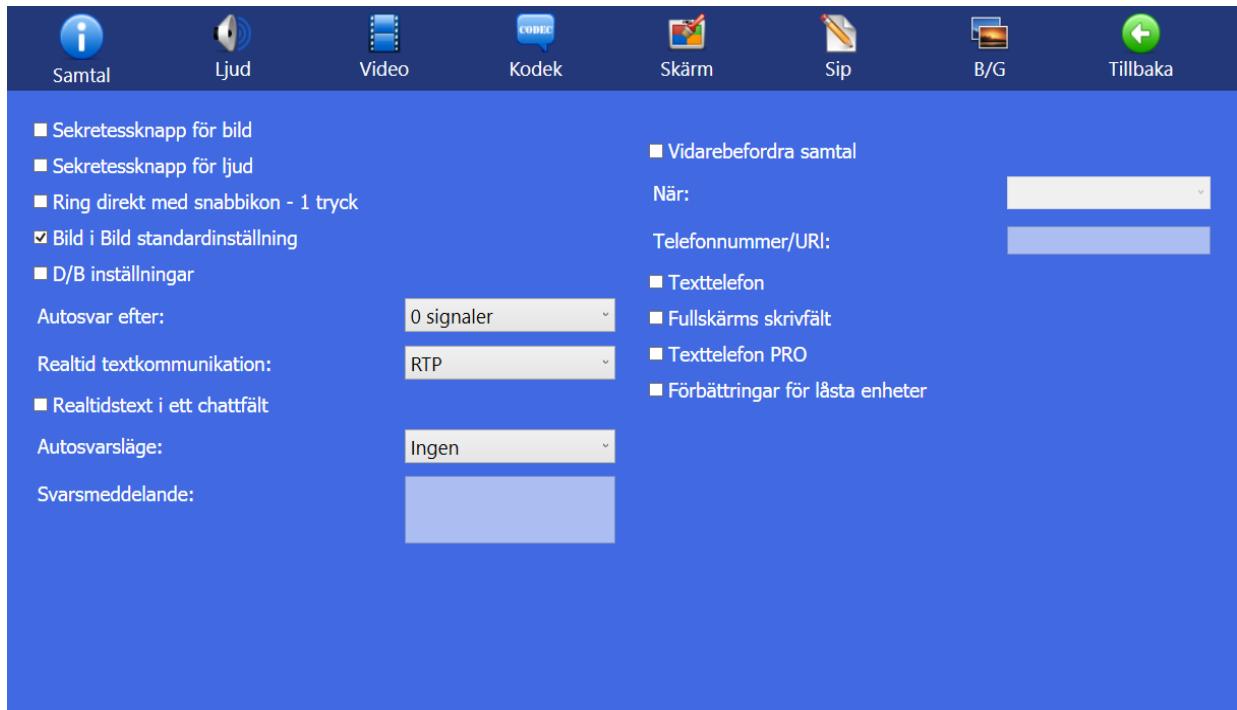 CODEC
Samtal
Ljud
Video
Kodek
Skärm
Sip
B/G
Tillbaka
Sekretessknapp för bild
Sekretessknapp för ljud
Ring direkt med snabbikon - 1 tryck
Bild i Bild standardinställning
D/B inställningar
Autosvar efter: 0 signaler
Realtid textkommunikation: RTP
Realtidstext i ett chattfält
Autosvarsläge: Ingen
Svarsmeddelande:
Vidarebefordra samtal
När:
Telefonnummer/URI:
Texttelefon
Fullskärms skrivfält
Texttelefon PRO
Förbättringar för låsta enheter